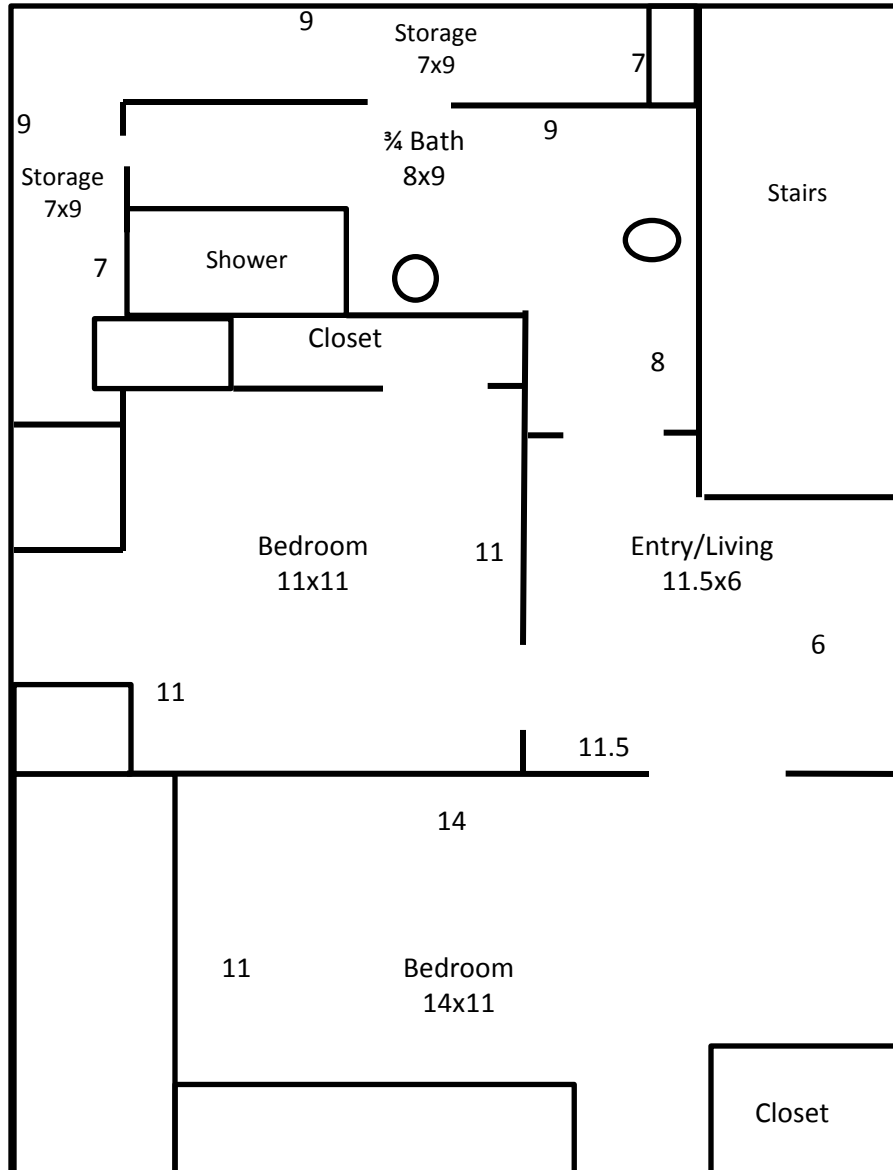 9
Storage
7x9
7
9
¾ Bath
8x9
9
Storage
7x9
Stairs
7
Shower
Closet
8
Bedroom
11x11
11
Entry/Living
11.5x6
6
11
11.5
14
11
Bedroom
14x11
Closet